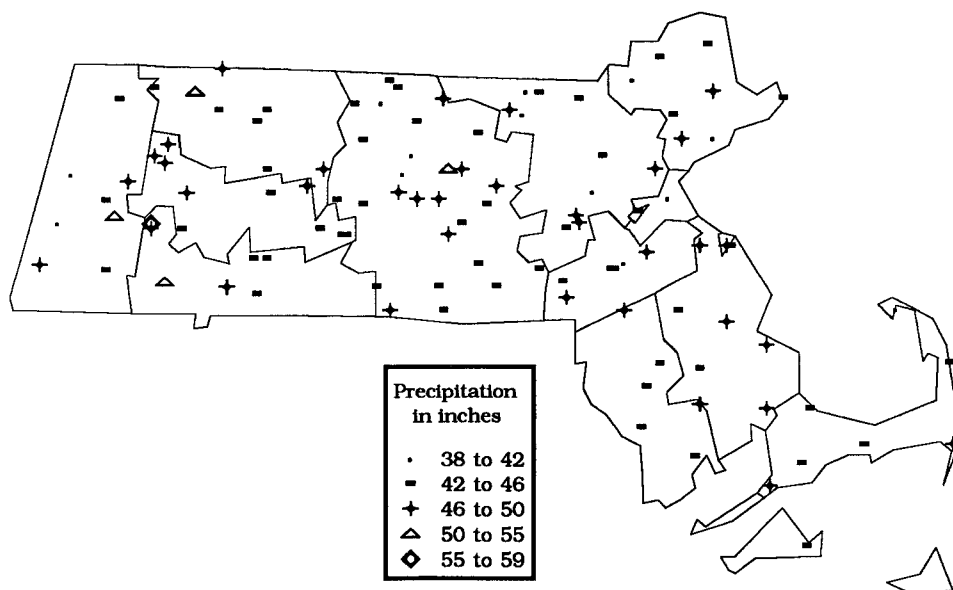 Precipitation
in inches
38 to 42
42 to 46
46 to 50
50 to 55
55 to 59